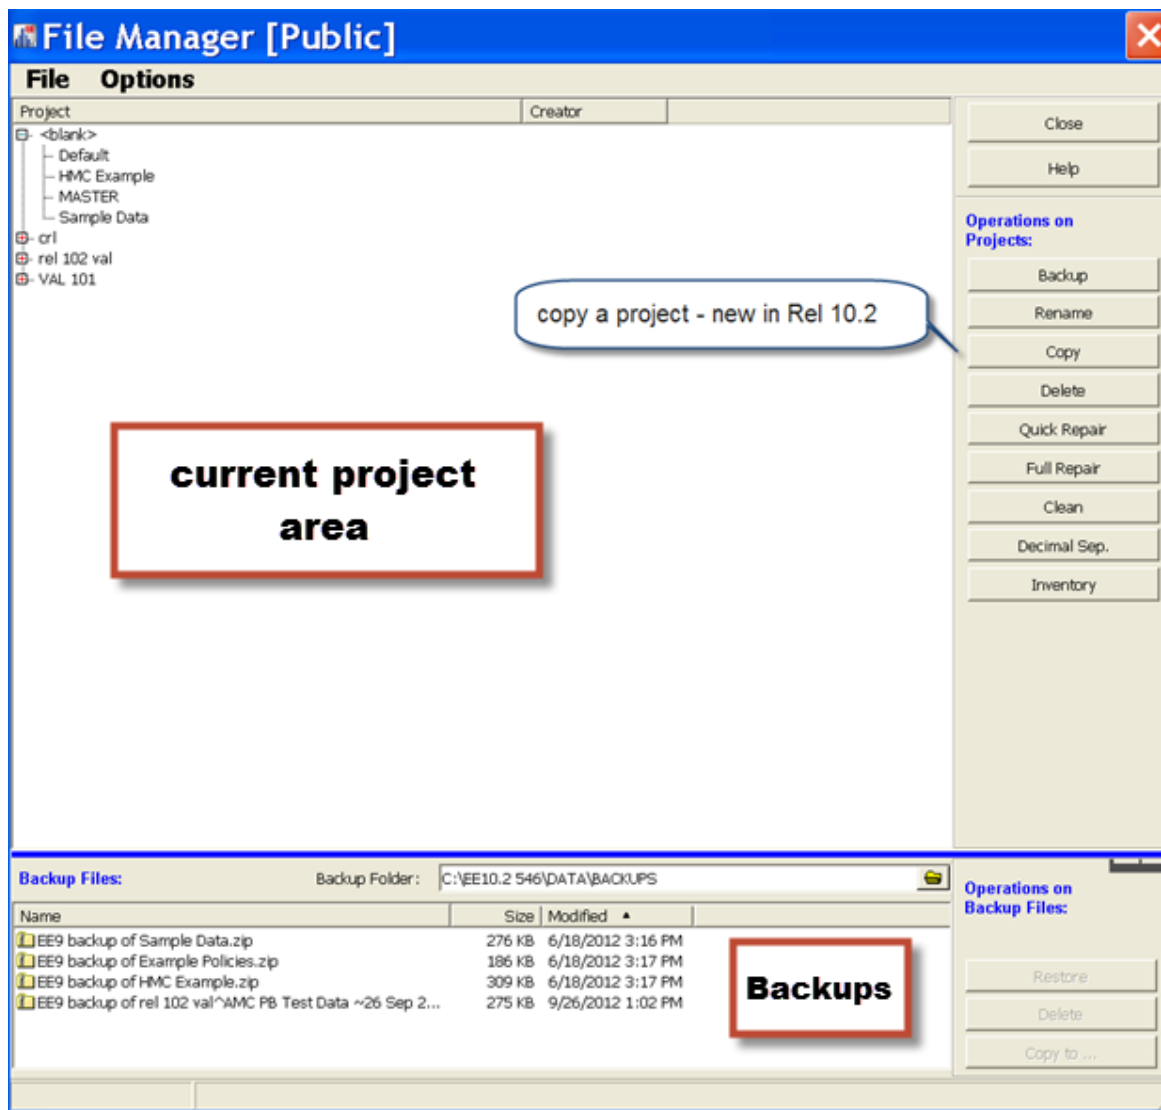 File Manager [Public]
File Options
Project Creator
<blank>
Default
HMC Example
MASTER
Sample Data
crl
rel 102 val
VAL 101
Close
Help
Operations on
Projects:
Backup
Rename
Copy
Delete
Quick Repair
Full Repair
Clean
Decimal Sep.
Inventory
copy a project - new in Rel 10.2
current project
area
Backup Files: Backup Folder: C:\EE10.2 546\DATA\BACKUPS
Name Size Modified
EE9 backup of Sample Data.zip 276 KB 6/18/2012 3:16 PM
EE9 backup of Example Policies.zip 186 KB 6/18/2012 3:17 PM
EE9 backup of HMC Example.zip 309 KB 6/18/2012 3:17 PM
EE9 backup of rel 102 val^AMC PB Test Data ~26 Sep 2... 275 KB 9/26/2012 1:02 PM
Backups
Operations on
Backup Files:
Restore
Delete
Copy to ...